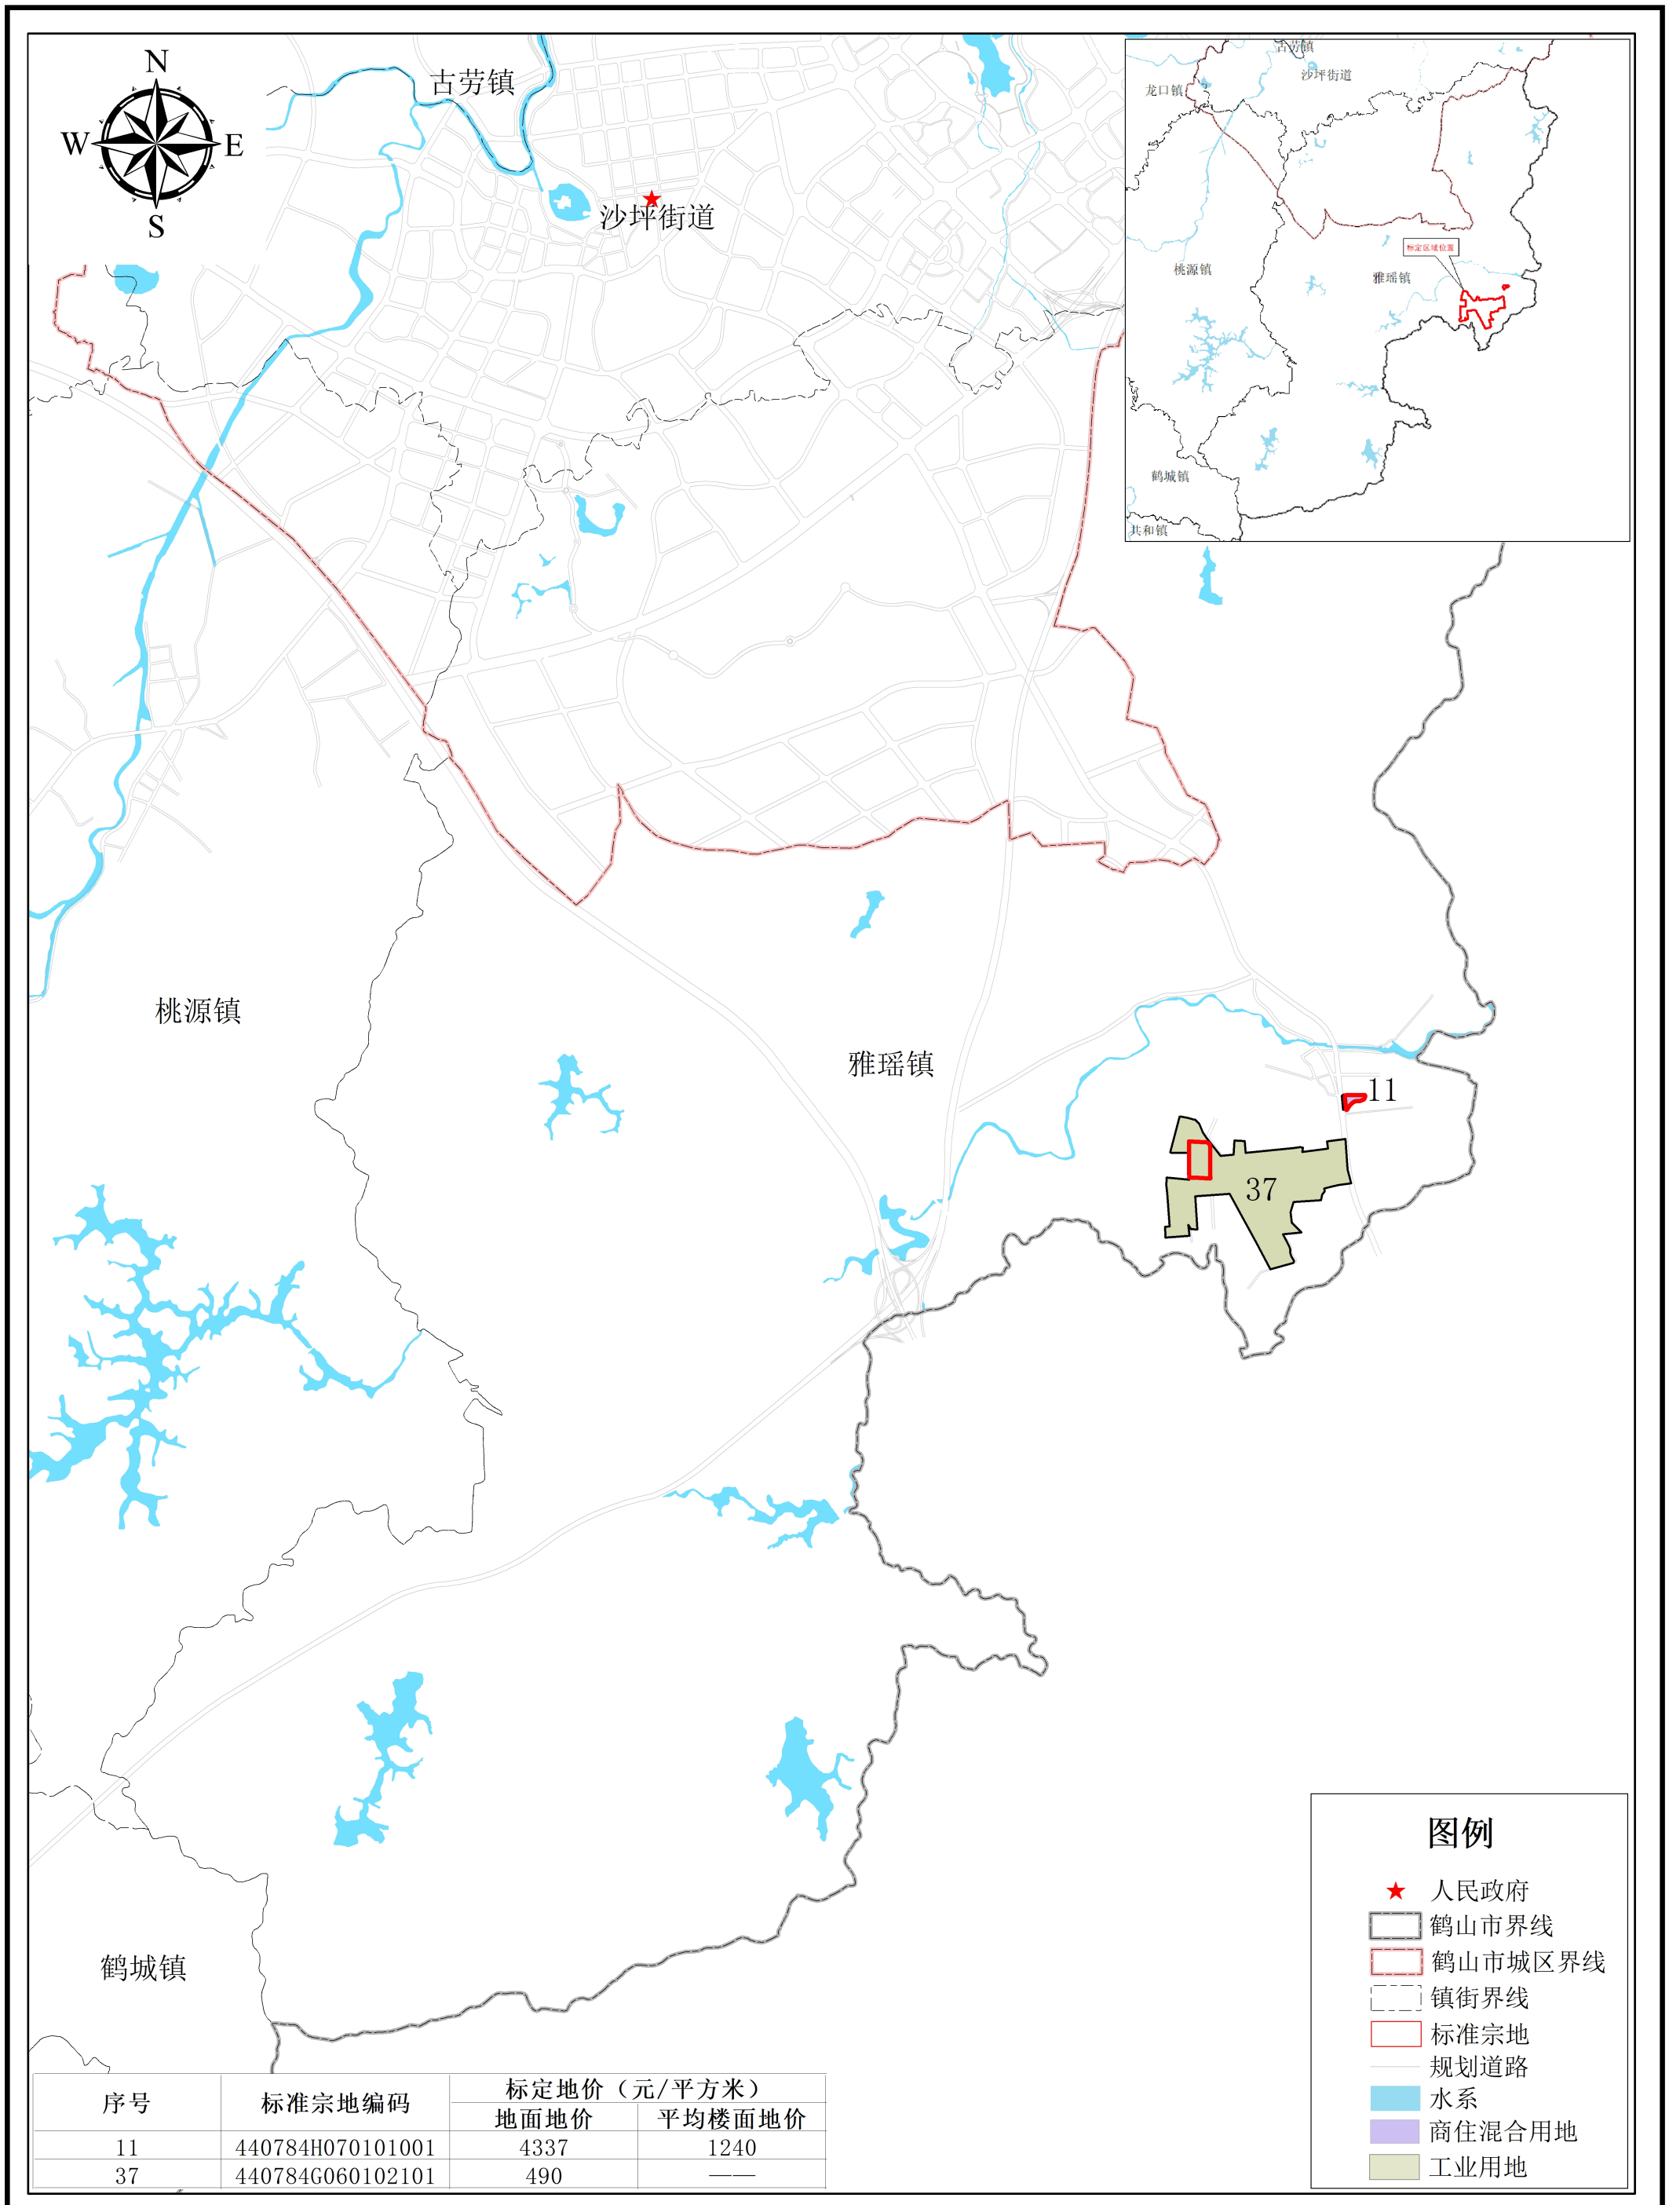 N
W
E
S
古劳镇
沙坪街道
桃源镇
雅瑶镇
鹤城镇
11
37
古劳镇
沙坪街道
龙口镇
标定区域位置
桃源镇
雅瑶镇
鹤城镇
共和镇
图例
人民政府
鹤山市界线
鹤山市城区界线
镇街界线
标准宗地
规划道路
水系
商住混合用地
工业用地
序号 标准宗地编码 标定地价（元/平方米）
地面地价 平均楼面地价
11 440784H070101001 4337 1240
37 440784G060102101 490 ——